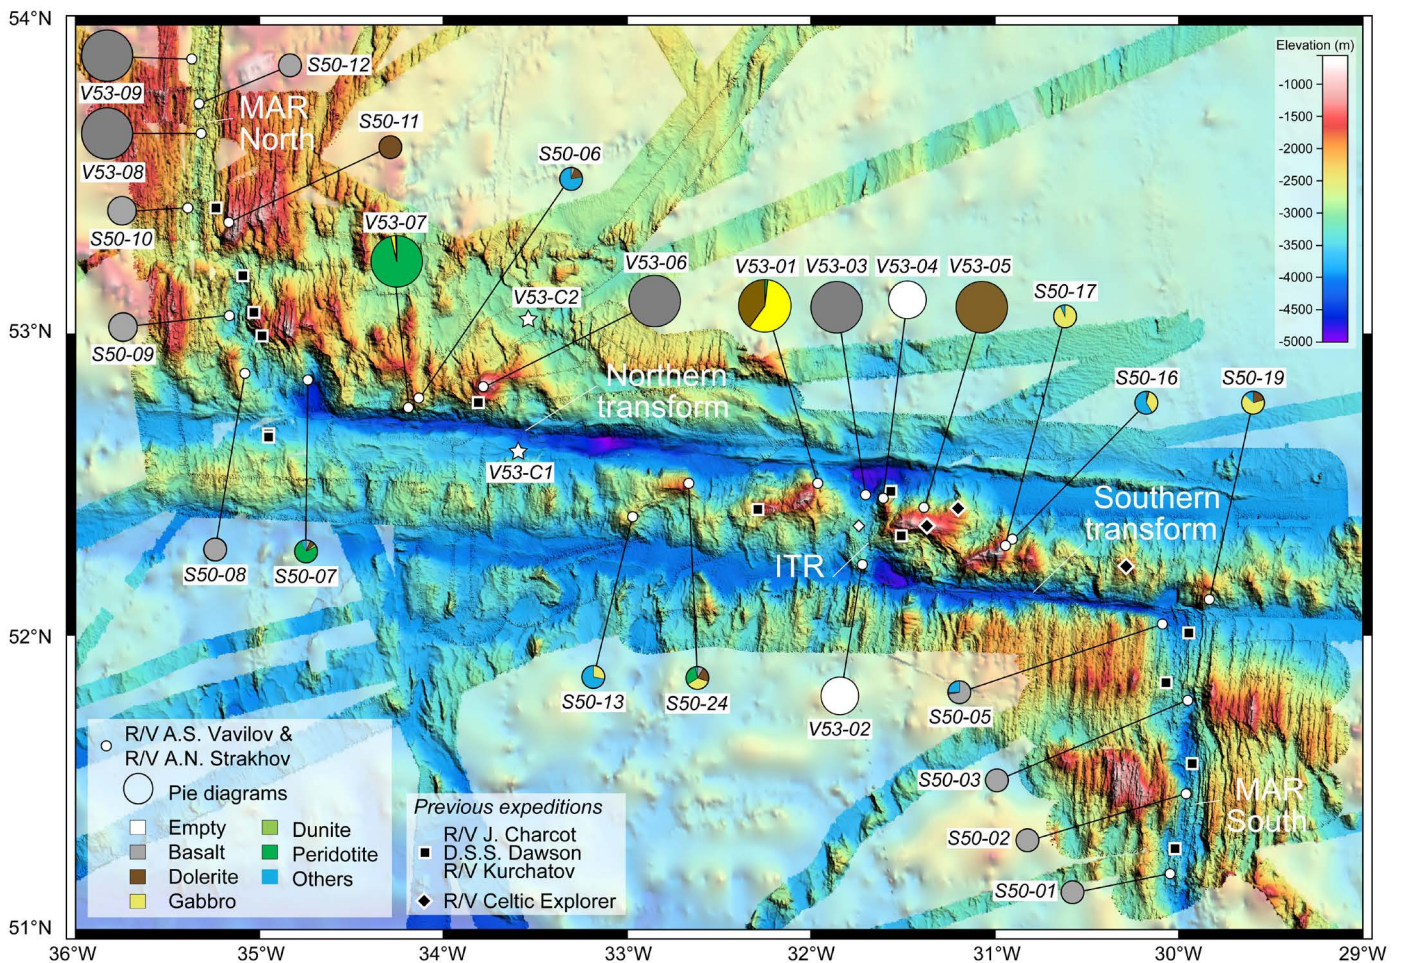 54°N
Elevation (m)
-1000
-1500
-2000
-2500
-3000
-3500
-4000
-4500
-5000
V53-09
S50-12
MAR
North
V53-08
S50-11
S50-06
S50-10
V53-07
V53-06
V53-01
V53-03
V53-04
V53-05
S50-17
V53-C2
53°N
S50-09
Northern
transform
S50-16
S50-19
V53-C1
Southern
transform
ITR
S50-08
S50-07
52°N
S50-13
S50-24
V53-02
S50-05
S50-03
MAR
South
S50-02
S50-01
R/V A.S. Vavilov &
R/V A.N. Strakhov
Pie diagrams
Empty
Basalt
Dolerite
Gabbro
Dunite
Peridotite
Others
Previous expeditions
R/V J. Charcot
D.S.S. Dawson
R/V Kurchatov
R/V Celtic Explorer
51°N
36°W
35°W
34°W
33°W
32°W
31°W
30°W
29°W